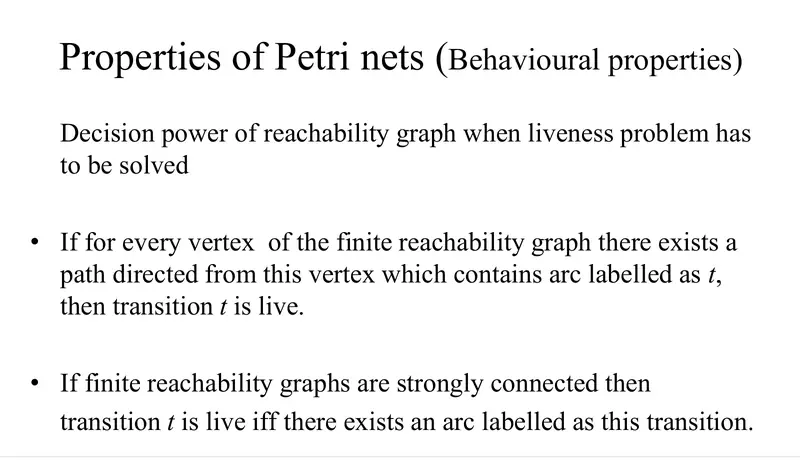 Properties of Petri nets (Behavioural properties)
Decision power of reachability graph when liveness problem has
to be solved
• If for every vertex of the finite reachability graph there exists a
path directed from this vertex which contains arc labelled as t,
then transition t is live.
• If finite reachability graphs are strongly connected then
transition t is live iff there exists an arc labelled as this transition.